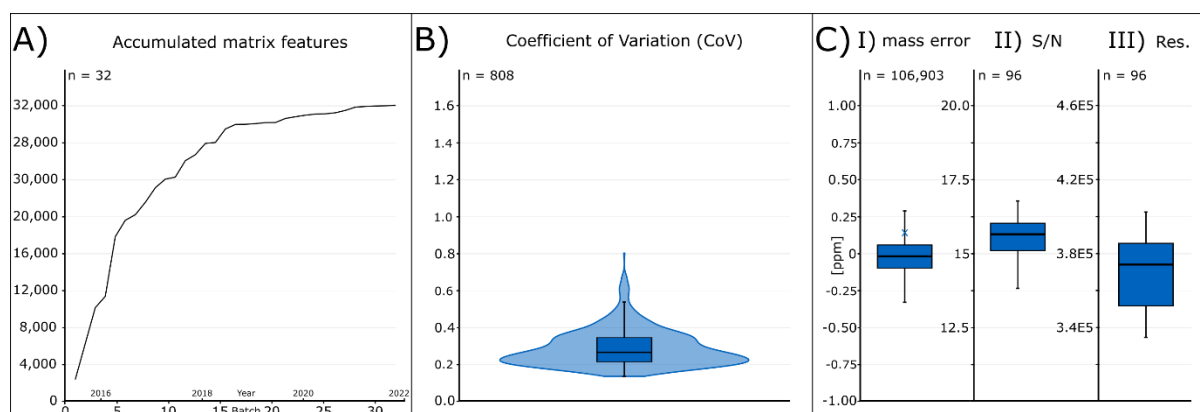 A)
Accumulated matrix features
n = 32
32,000
28,000
20,000
16,000
12,000
8,000
4,000
0
2016
2018
Year
2020
2022
0
5
10
15
Batch
20
25
30
B)
Coefficient of Variation (CoV)
n = 808
1.6
1.4
1.2
1.0
0.8
0.6
0.4
0.2
0.0
C)
I) mass error
n = 106,903
1.00
0.75
0.50
0.25
0
-0.25
-0.50
-0.75
-1.00
[ppm]
II) S/N
n = 96
20.0
17.5
15
12.5
III) Res.
n = 96
4.6E5
4.2E5
3.8E5
3.4E5